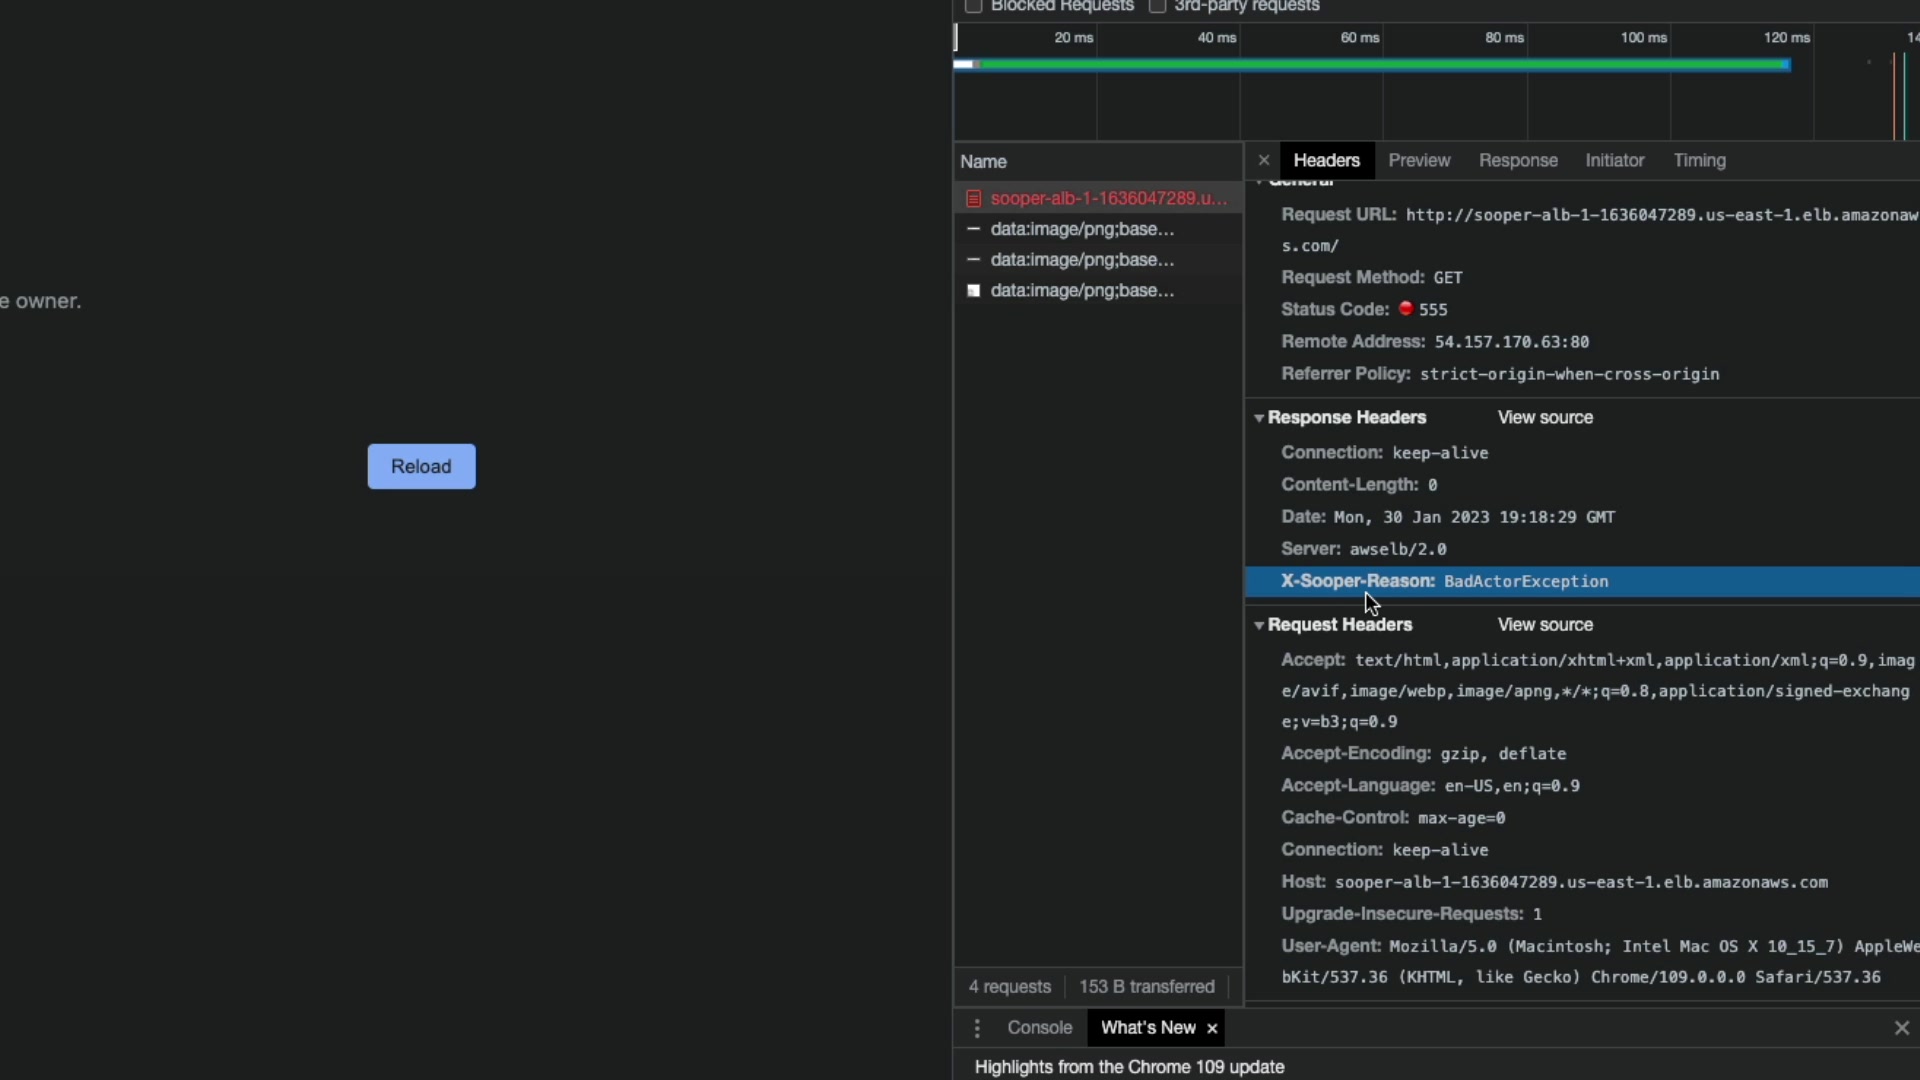 Blocked Requests 3rd-party requests
20 ms 40 ms 60 ms 80 ms 100 ms 120 ms 14
Name
sooper-alb-1-1636047289.u...
data:image/png;base...
data:image/png;base...
data:image/png;base...
4 requests 153 B transferred
e owner.
Reload
× Headers Preview Response Initiator Timing
General
Request URL: http://sooper-alb-1-1636047289.us-east-1.elb.amazonaw
s.com/
Request Method: GET
Status Code: 555
Remote Address: 54.157.170.63:80
Referrer Policy: strict-origin-when-cross-origin
Response Headers View source
Connection: keep-alive
Content-Length: 0
Date: Mon, 30 Jan 2023 19:18:29 GMT
Server: awselb/2.0
X-Sooper-Reason: BadActorException
Request Headers View source
Accept: text/html,application/xhtml+xml,application/xml;q=0.9,imag
e/avif,image/webp,image/apng,*/*;q=0.8,application/signed-exchang
e;v=b3;q=0.9
Accept-Encoding: gzip, deflate
Accept-Language: en-US,en;q=0.9
Cache-Control: max-age=0
Connection: keep-alive
Host: sooper-alb-1-1636047289.us-east-1.elb.amazonaws.com
Upgrade-Insecure-Requests: 1
User-Agent: Mozilla/5.0 (Macintosh; Intel Mac OS X 10_15_7) AppleWe
bKit/537.36 (KHTML, like Gecko) Chrome/109.0.0.0 Safari/537.36
Console What's New ×
Highlights from the Chrome 109 update